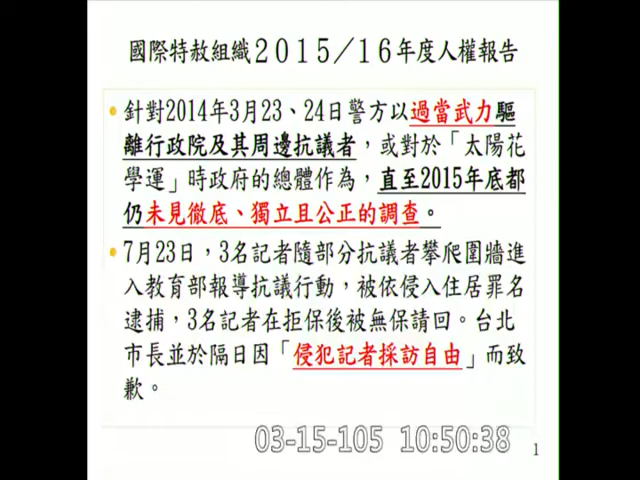 國際特赦組織2015／16年度人權報告
• 針對2014年3月23、24日警方以過當武力驅
離行政院及其周邊抗議者，或對於「太陽花
學運」時政府的總體作為，直至2015年底都
仍未見徹底、獨立且公正的調查。
• 7月23日，3名記者隨部分抗議者攀爬圍牆進
入教育部報導抗議行動，被依侵入住居罪名
逮捕，3名記者在拒保後被無保請回。台北
市長並於隔日因「侵犯記者採訪自由」而致
歉。
03-15-105 10:50:38
1